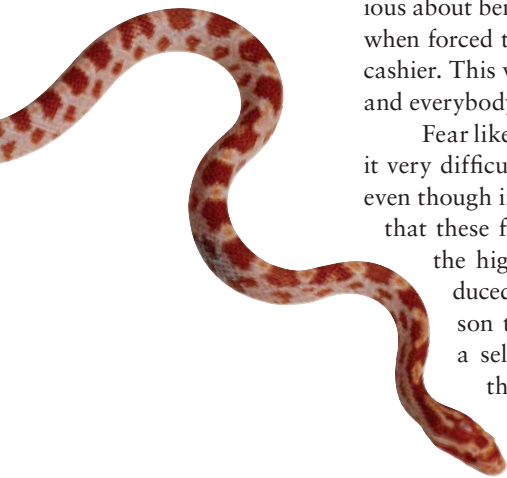 ious about ber
when forced t
cashier. This v
and everybody
Fear like
it very difficu
even though i
that these f
the hig
duced
son t
a sel
th